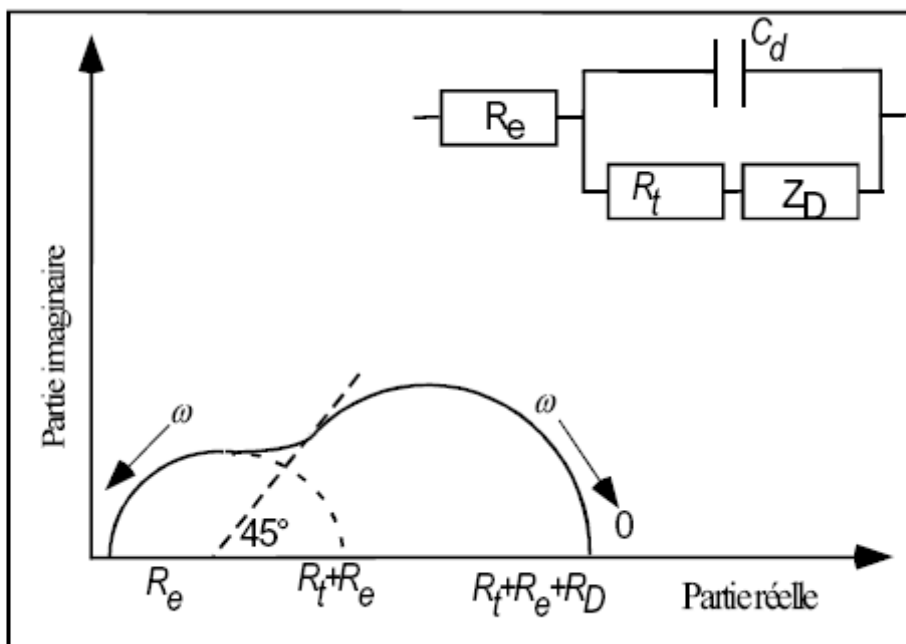 C_d
R_e
R_t
Z_D
Partie imaginaire
ω
ω
45°
0
R_e
R_t+R_e
R_t+R_e+R_D
Partie réelle